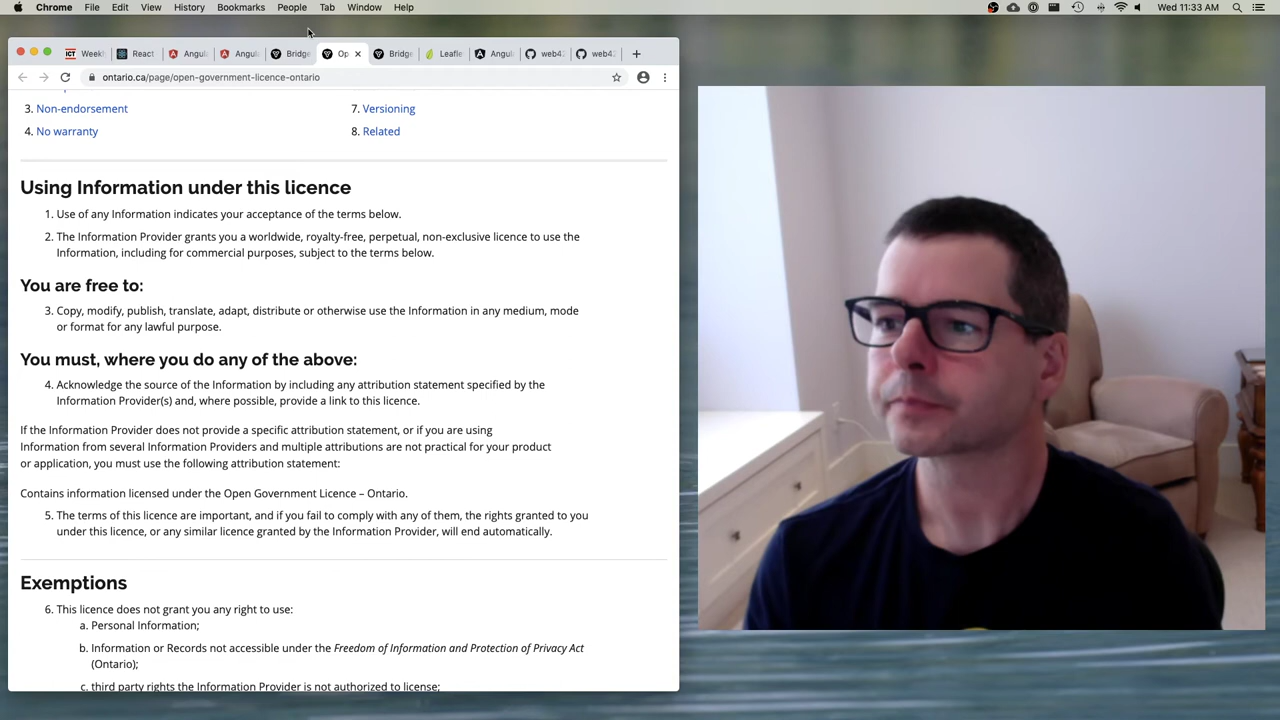 Chrome File Edit View History Bookmarks People Tab Window Help Wed 11:33 AM
ICT Weekl React Angula Angula Bridge Op Bridge Leafle Angula web42 web42
ontario.ca/page/open-government-licence-ontario
3. Non-endorsement 7. Versioning
4. No warranty 8. Related
Using Information under this licence
1. Use of any Information indicates your acceptance of the terms below.
2. The Information Provider grants you a worldwide, royalty-free, perpetual, non-exclusive licence to use the
Information, including for commercial purposes, subject to the terms below.
You are free to:
3. Copy, modify, publish, translate, adapt, distribute or otherwise use the Information in any medium, mode
or format for any lawful purpose.
You must, where you do any of the above:
4. Acknowledge the source of the Information by including any attribution statement specified by the
Information Provider(s) and, where possible, provide a link to this licence.
If the Information Provider does not provide a specific attribution statement, or if you are using
Information from several Information Providers and multiple attributions are not practical for your product
or application, you must use the following attribution statement:
Contains information licensed under the Open Government Licence – Ontario.
5. The terms of this licence are important, and if you fail to comply with any of them, the rights granted to you
under this licence, or any similar licence granted by the Information Provider, will end automatically.
Exemptions
6. This licence does not grant you any right to use:
a. Personal Information;
b. Information or Records not accessible under the Freedom of Information and Protection of Privacy Act
(Ontario);
c. third party rights the Information Provider is not authorized to license;